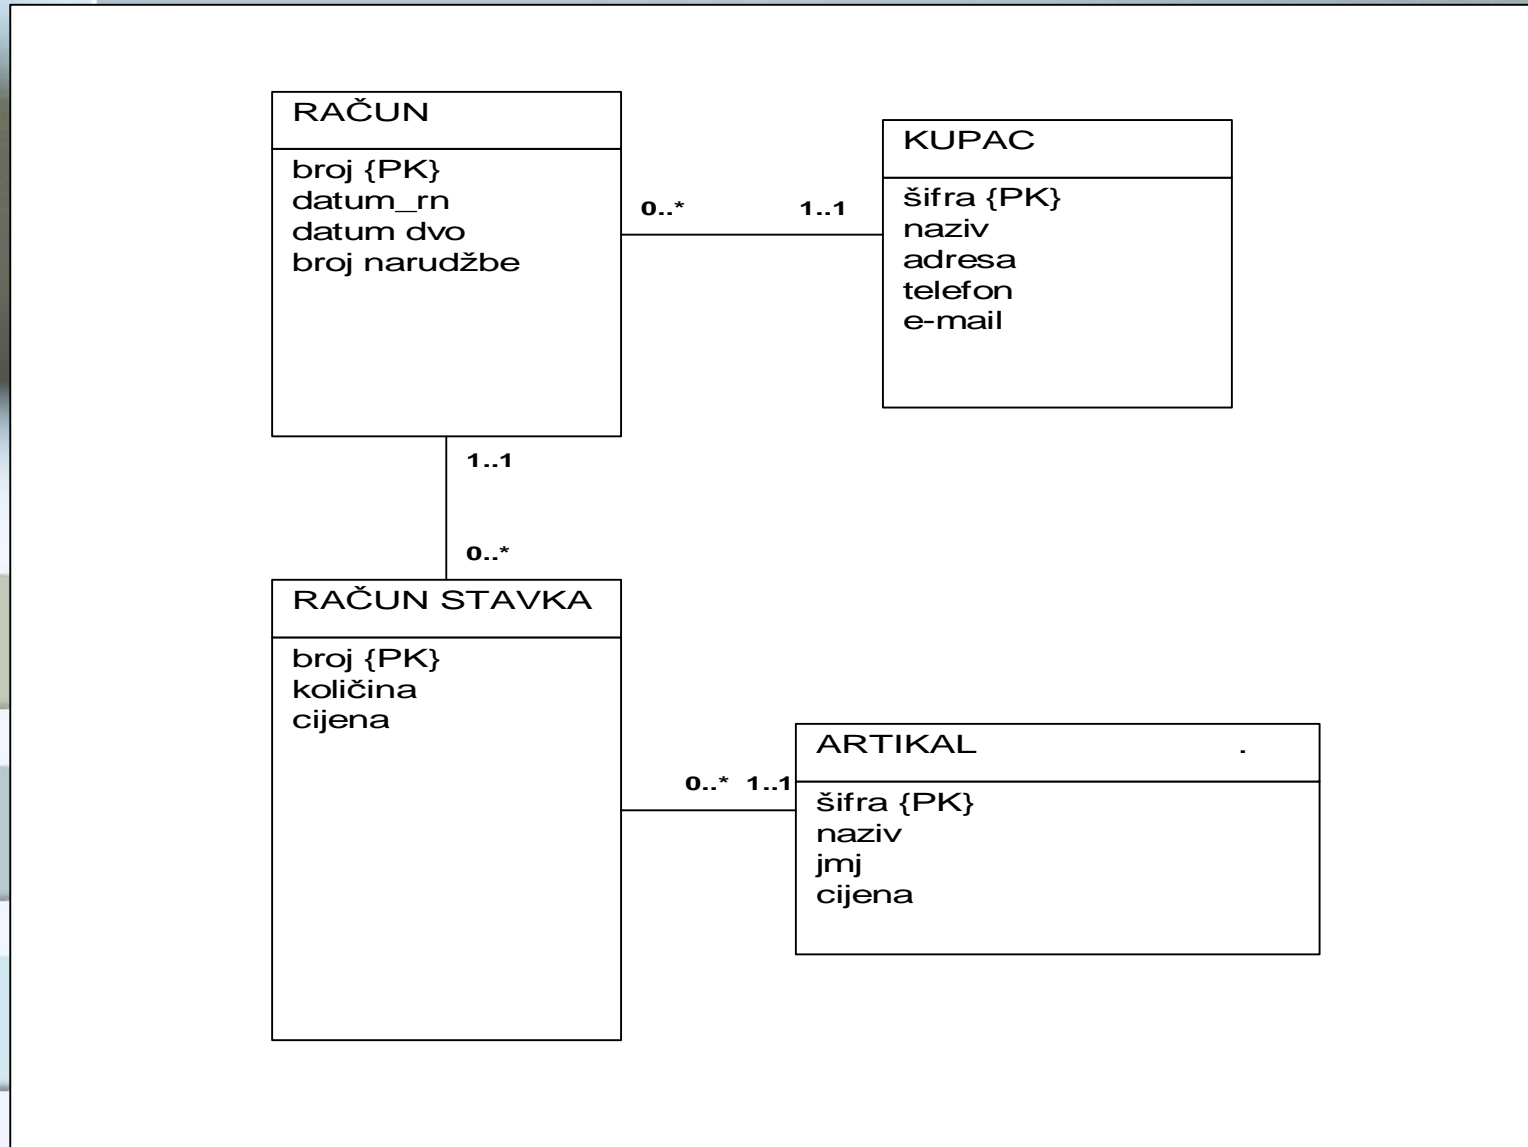 RAČUN
broj {PK}
datum_rn
datum dvo
broj narudžbe
0..* 1..1
KUPAC
šifra {PK}
naziv
adresa
telefon
e-mail
1..1
0..*
RAČUN STAVKA
broj {PK}
količina
cijena
0..* 1..1
ARTIKAL .
šifra {PK}
naziv
jmj
cijena